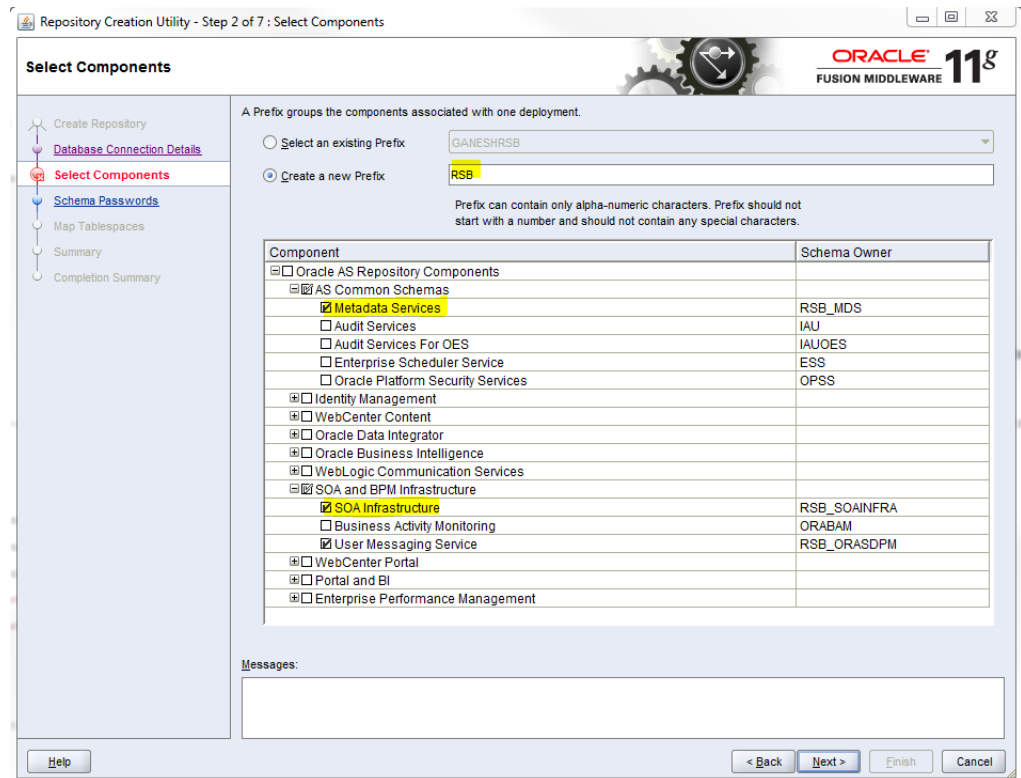 Repository Creation Utility - Step 2 of 7 : Select Components
Select Components
ORACLE
FUSION MIDDLEWARE 11g
Create Repository
Database Connection Details
Select Components
Schema Passwords
Map Tablespaces
Summary
Completion Summary
A Prefix groups the components associated with one deployment.
Select an existing Prefix GANESHRSB
Create a new Prefix RSB
Prefix can contain only alpha-numeric characters. Prefix should not
start with a number and should not contain any special characters.
Component Schema Owner
Oracle AS Repository Components
AS Common Schemas
Metadata Services RSB_MDS
Audit Services IAU
Audit Services For OES IAUOES
Enterprise Scheduler Service ESS
Oracle Platform Security Services OPSS
Identity Management
WebCenter Content
Oracle Data Integrator
Oracle Business Intelligence
WebLogic Communication Services
SOA and BPM Infrastructure
SOA Infrastructure RSB_SOAINFRA
Business Activity Monitoring ORABAM
User Messaging Service RSB_ORASDPM
WebCenter Portal
Portal and BI
Enterprise Performance Management
Messages:
Help < Back Next > Finish Cancel